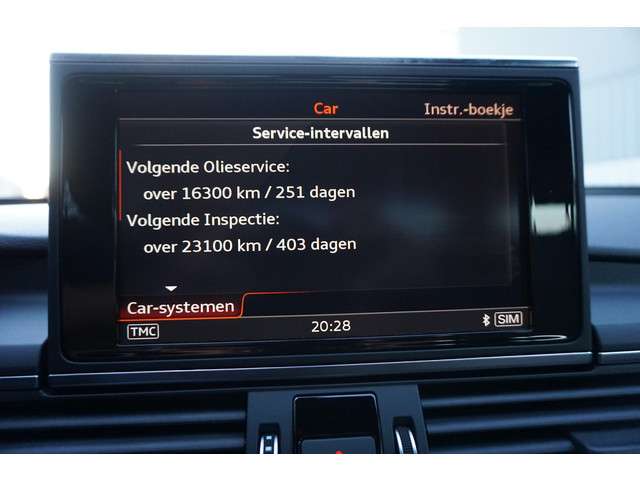 Car
Instr.-boekje
Service-intervallen
Volgende Olieservice:
over 16300 km / 251 dagen
Volgende Inspectie:
over 23100 km / 403 dagen
Car-systemen
TMC
20:28
SIM